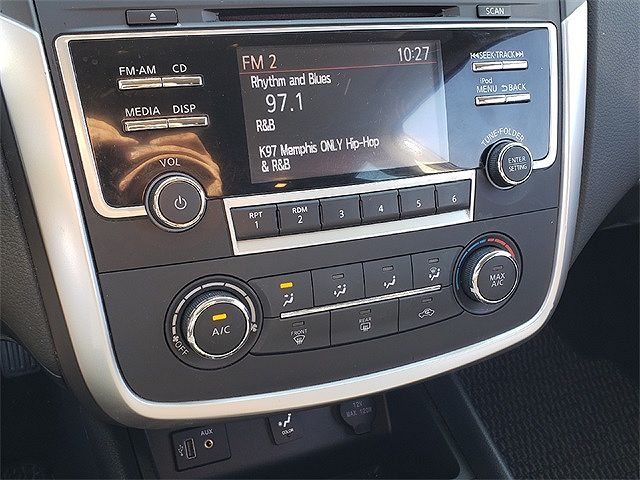 SCAN
FM·AM CD
MEDIA DISP
VOL
FM 2 10:27
Rhythm and Blues
97.1
R&B
K97 Memphis ONLY Hip-Hop
& R&B
SEEK·TRACK
iPod
MENU BACK
TUNE·FOLDER
ENTER
SETTING
RPT
1
RDM
2
3
4
5
6
A/C
OFF
MAX
A/C
FRONT
REAR
AUX
12V
MAX 120W